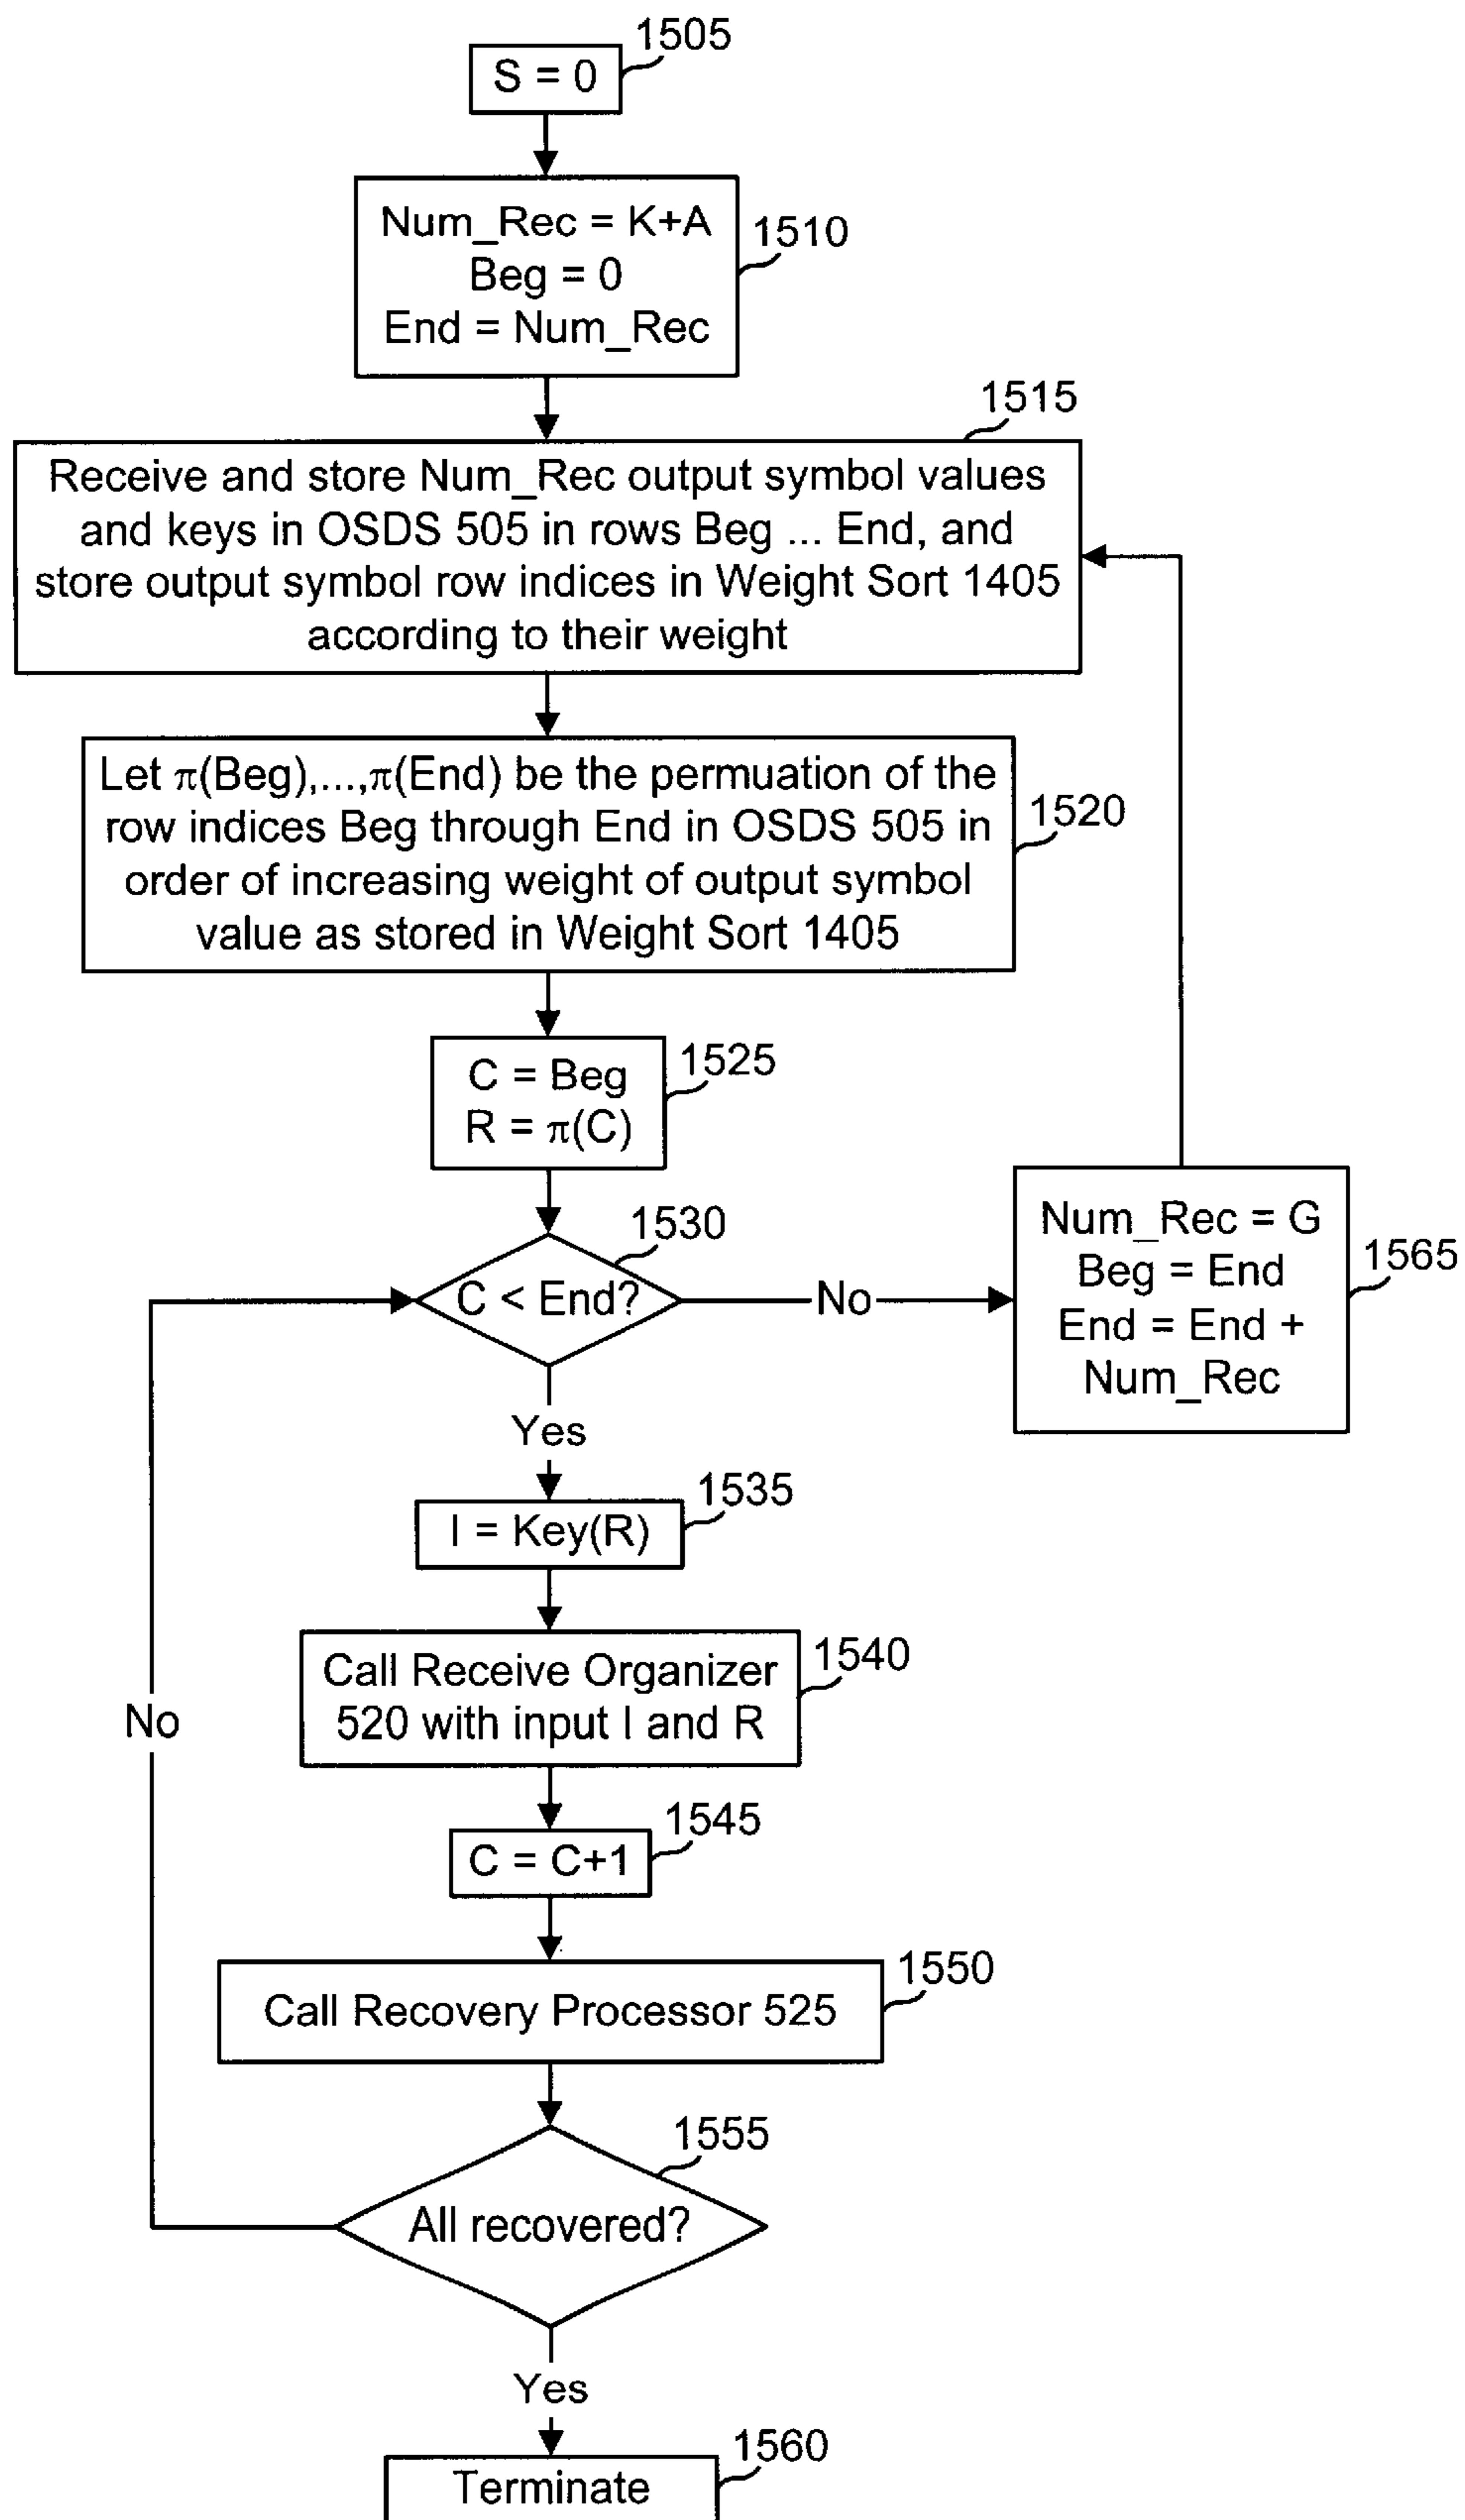 1505
S = 0
Num_Rec = K+A
Beg = 0
End = Num_Rec
1510
1515
Receive and store Num_Rec output symbol values
and keys in OSDS 505 in rows Beg ... End, and
store output symbol row indices in Weight Sort 1405
according to their weight
Let π(Beg),...,π(End) be the permuation of the
row indices Beg through End in OSDS 505 in
order of increasing weight of output symbol
value as stored in Weight Sort 1405
1520
C = Beg
R = π(C)
1525
1530
C < End?
No
Num_Rec = G
Beg = End
End = End +
Num_Rec
1565
Yes
1535
I = Key(R)
Call Receive Organizer
520 with input I and R
1540
No
1545
C = C+1
1550
Call Recovery Processor 525
1555
All recovered?
Yes
1560
Terminate